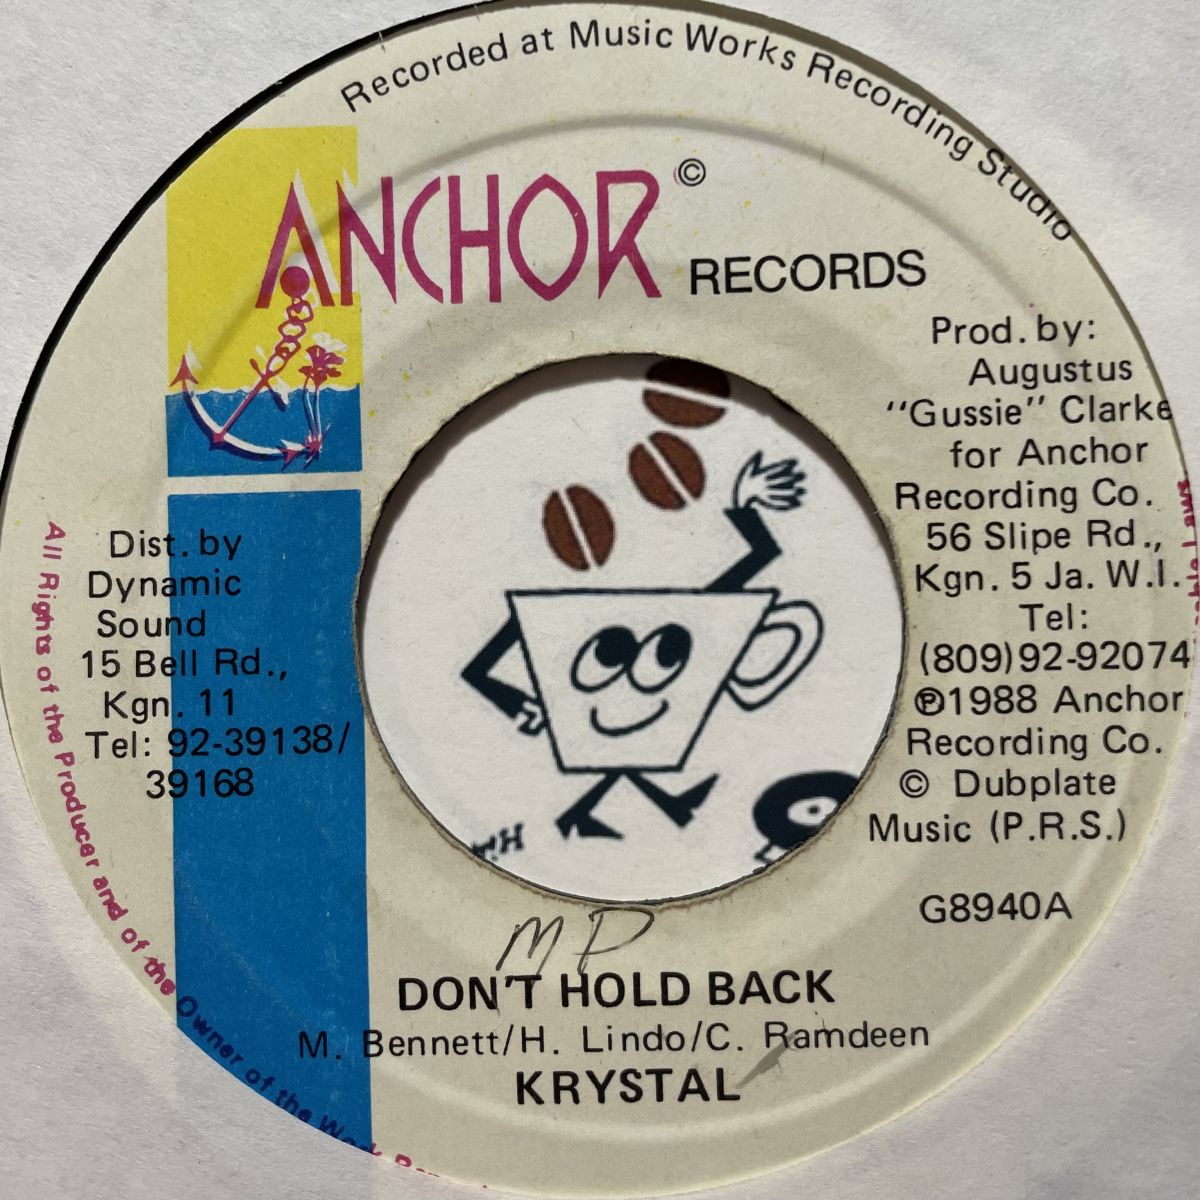 Recorded at Music Works Recording Studio
ANCHOR ©
RECORDS
Prod. by:
Augustus
"Gussie" Clarke
for Anchor
Recording Co.
56 Slipe Rd.,
Kgn. 5 Ja. W.I.
Tel:
(809)92-92074
℗1988 Anchor
Recording Co.
© Dubplate
Music (P.R.S.)
G8940A
Dist. by
Dynamic
Sound
15 Bell Rd.,
Kgn. 11
Tel: 92-39138/
39168
MP
DON'T HOLD BACK
M. Bennett/H. Lindo/C. Ramdeen
KRYSTAL
All Rights of the Producer and of the Owner of the Work